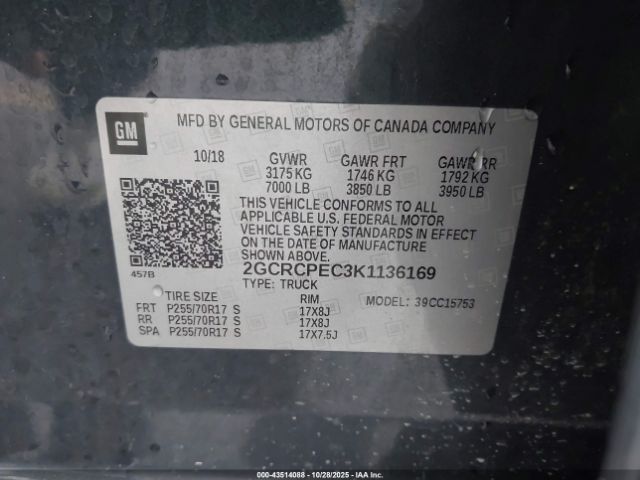 GM
MFD BY GENERAL MOTORS OF CANADA COMPANY
10/18 GVWR GAWR FRT GAWR RR
3175 KG 1746 KG 1792 KG
7000 LB 3850 LB 3950 LB
THIS VEHICLE CONFORMS TO ALL
APPLICABLE U.S. FEDERAL MOTOR
VEHICLE SAFETY STANDARDS IN EFFECT
ON THE DATE OF MANUFACTURE
SHOWN ABOVE.
457B
2GCRCPEC3K1136169
TYPE: TRUCK
TIRE SIZE RIM MODEL: 39CC15753
FRT P255/70R17 S 17X8J
RR P255/70R17 S 17X8J
SPA P255/70R17 S 17X7.5J
000-43514088 - 10/28/2025 - IAAI.COM